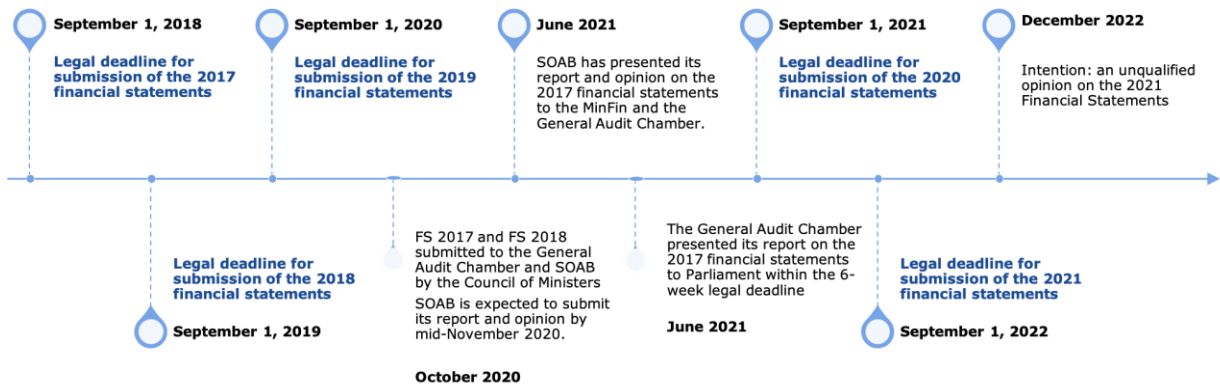 September 1, 2018
Legal deadline for
submission of the 2017
financial statements
September 1, 2020
Legal deadline for
submission of the 2019
financial statements
June 2021
SOAB has presented its
report and opinion on the
2017 financial statements
to the MinFin and the
General Audit Chamber.
September 1, 2021
Legal deadline for
submission of the 2020
financial statements
December 2022
Intention: an unqualified
opinion on the 2021
Financial Statements
Legal deadline for
submission of the 2018
financial statements
September 1, 2019
FS 2017 and FS 2018
submitted to the General
Audit Chamber and SOAB
by the Council of Ministers
SOAB is expected to submit
its report and opinion by
mid-November 2020.
October 2020
The General Audit Chamber
presented its report on the
2017 financial statements
to Parliament within the 6-
week legal deadline
June 2021
Legal deadline for
submission of the 2021
financial statements
September 1, 2022